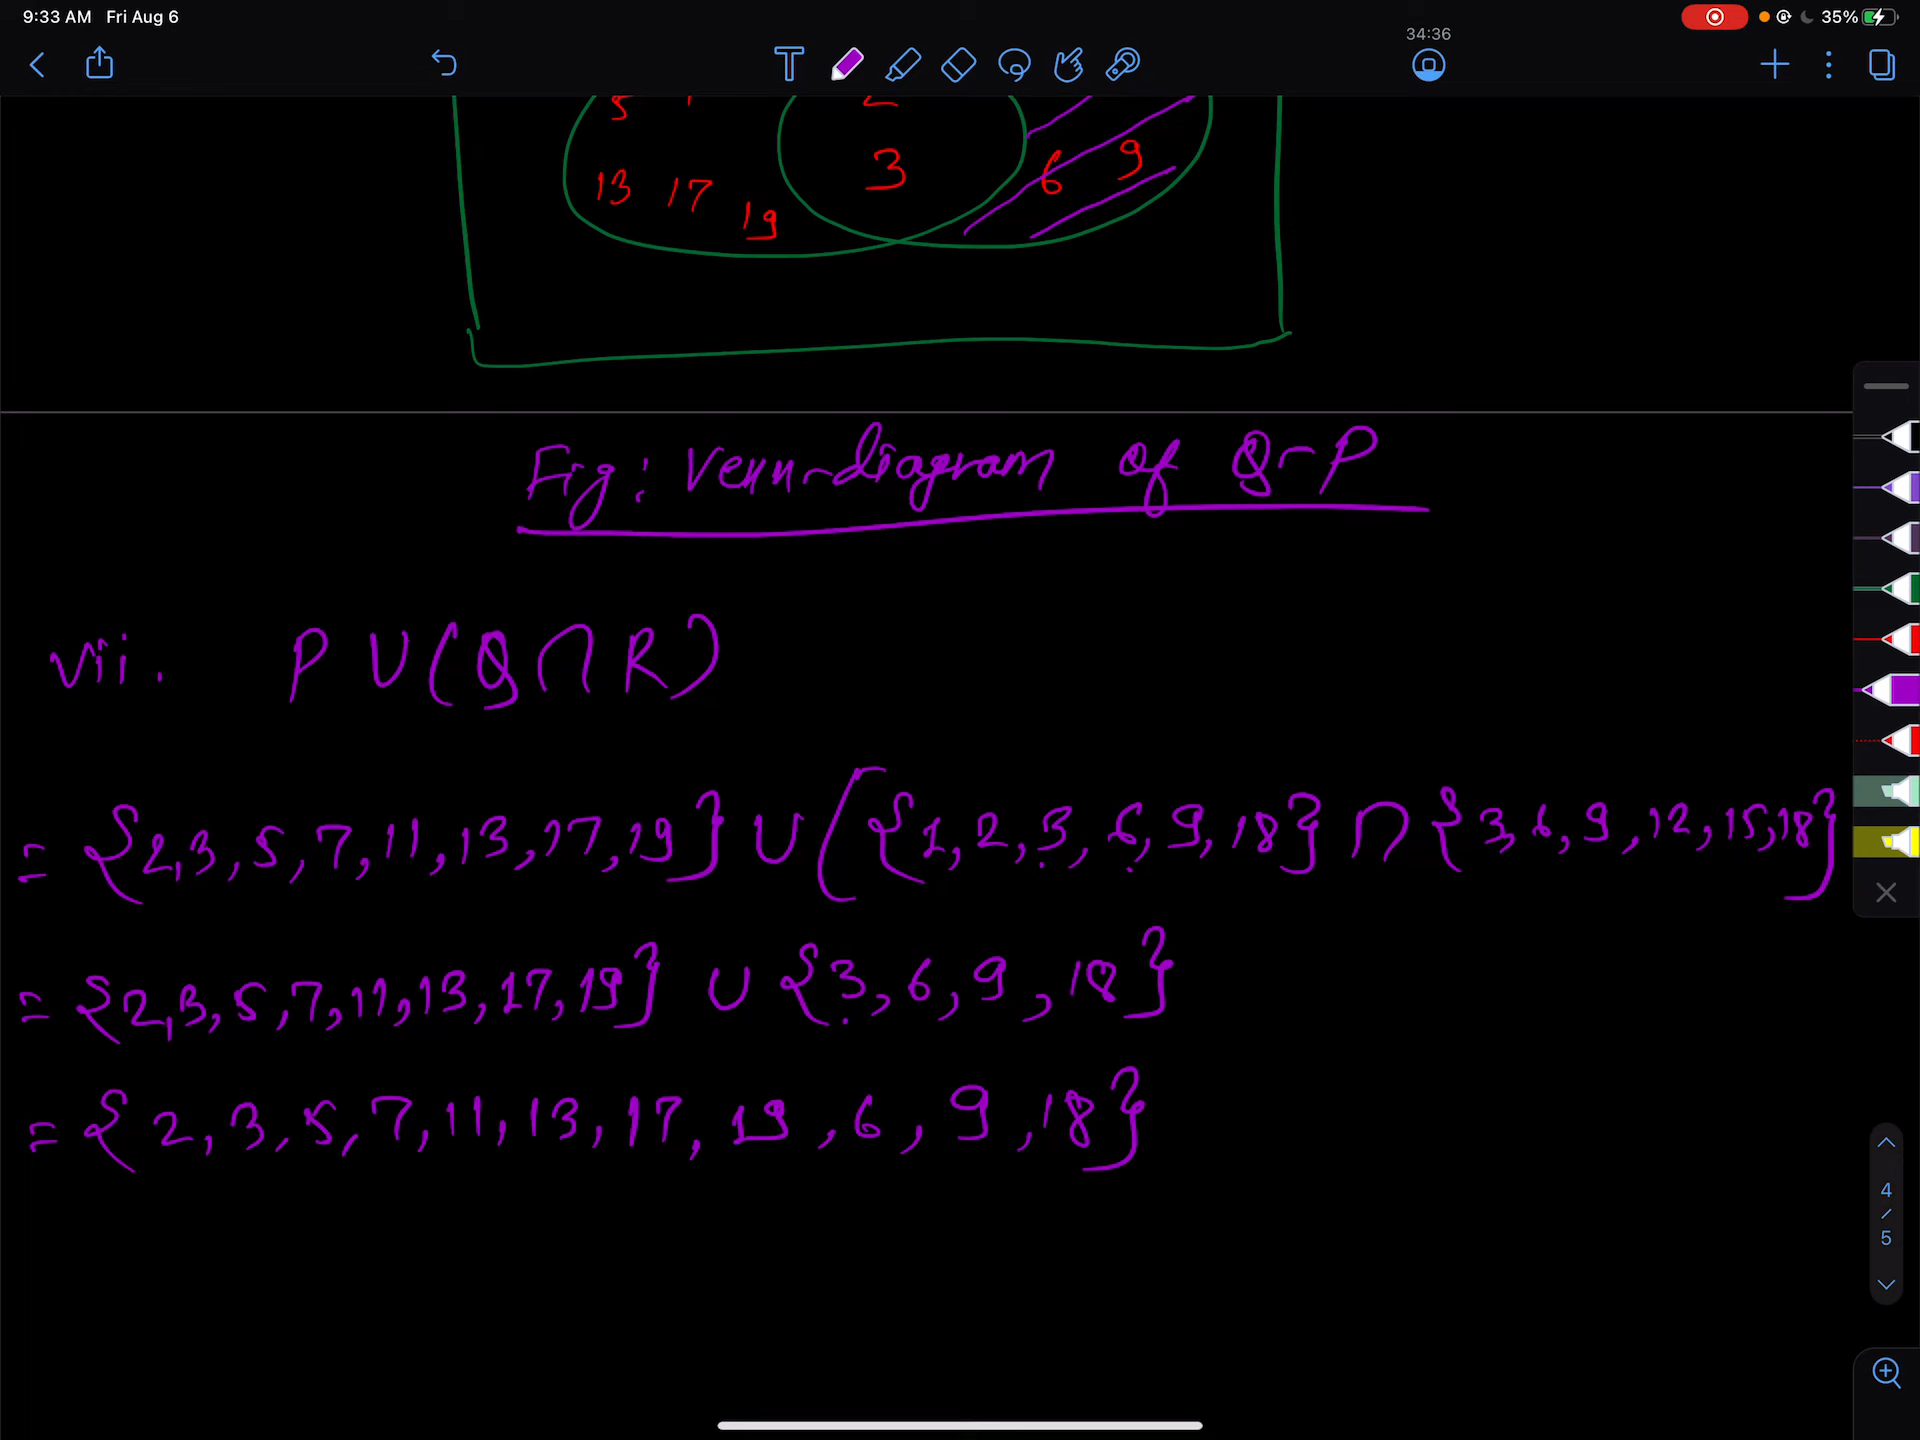 9:33 AM Fri Aug 6
35%
34:36
T
3
6 9
13 17 19
Fig: Venn-diagram of Q-P
vii. P ∪ (Q ∩ R)
= {2,3,5,7,11,13,17,19} ∪ ({1,2,3,6,9,18} ∩ {3,6,9,12,15,18}
= {2,3,5,7,11,13,17,19} ∪ {3,6,9,18}
= {2,3,5,7,11,13,17,19,6,9,18}
4
/
5